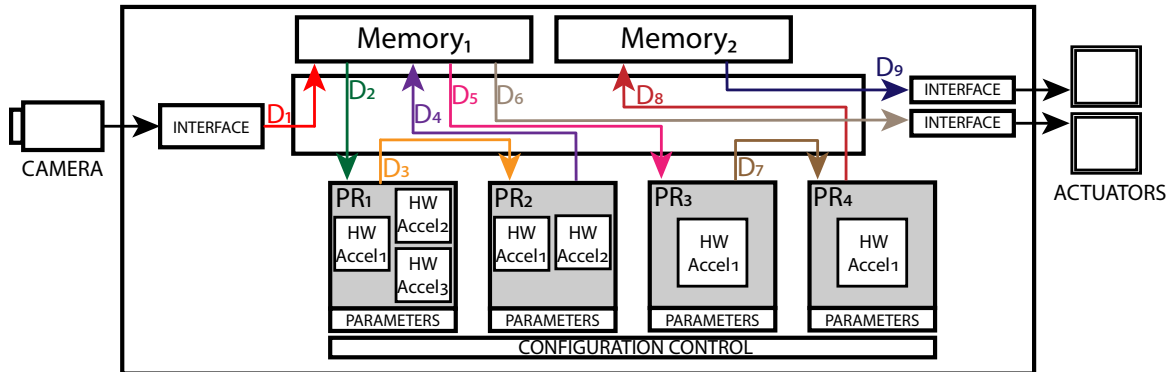 Memory₁
Memory₂
D₁
D₂
D₄
D₅
D₆
D₈
D₉
INTERFACE
INTERFACE
INTERFACE
CAMERA
ACTUATORS
D₃
D₇
PR₁
HW
Accel₁
HW
Accel₂
HW
Accel₃
PR₂
HW
Accel₁
HW
Accel₂
PR₃
HW
Accel₁
PR₄
HW
Accel₁
PARAMETERS
PARAMETERS
PARAMETERS
PARAMETERS
CONFIGURATION CONTROL